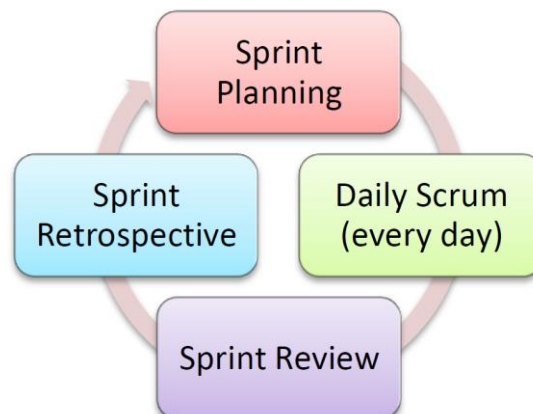 Sprint
Planning
Daily Scrum
(every day)
Sprint Review
Sprint
Retrospective